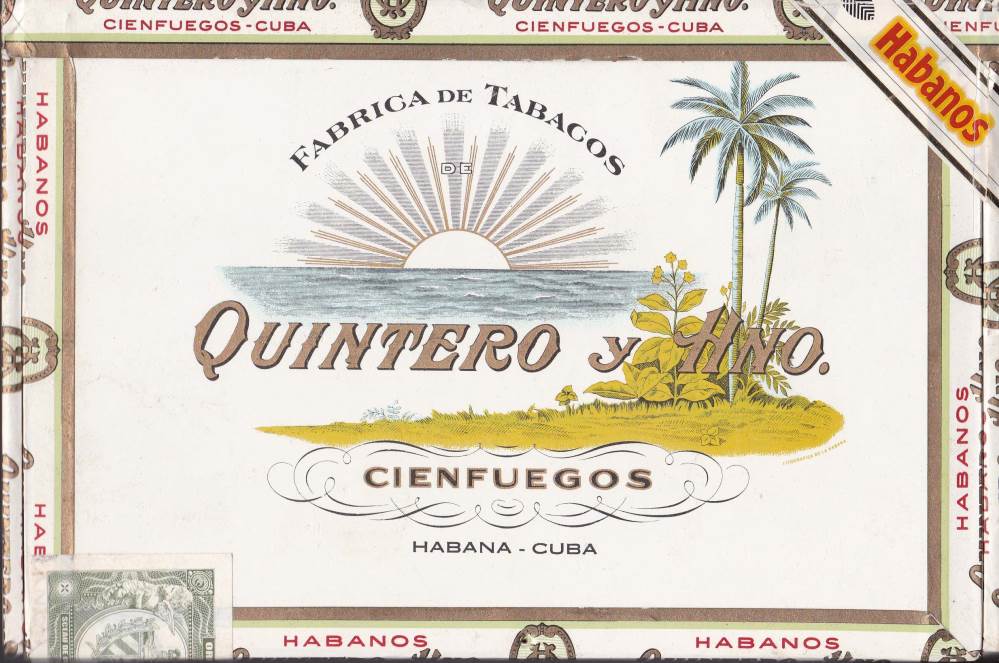 QUINTERO Y HNO.
CIENFUEGOS-CUBA
QUINTERO Y HNO.
CIENFUEGOS-CUBA
Habanos
HABANOS
FABRICA DE TABACOS
DE
QUINTERO Y HNO.
CIENFUEGOS
HABANA - CUBA
HABANOS
HABANOS
HABANOS